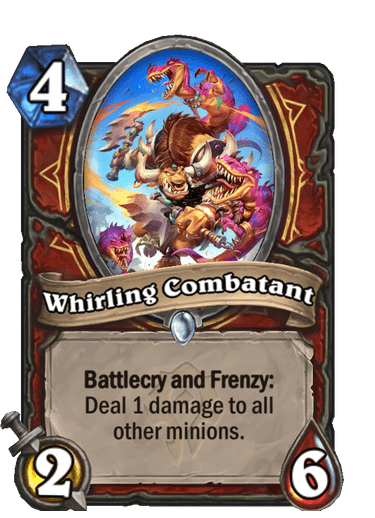 4
Whirling Combatant
Battlecry and Frenzy:
Deal 1 damage to all
other minions.
2
6